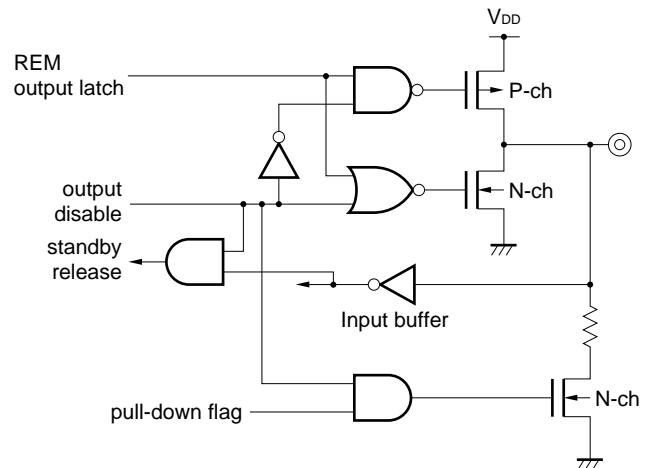 VDD
REM
output latch
P-ch
output
disable
N-ch
standby
release
Input buffer
pull-down flag
N-ch